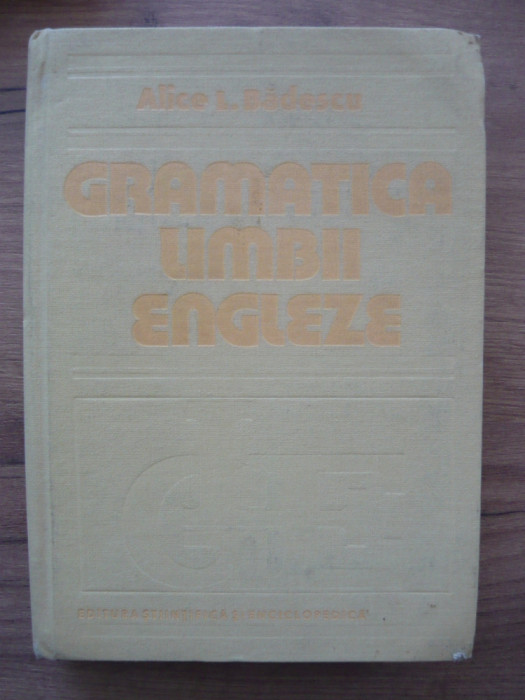 Alice L. Bădescu
GRAMATICA
LIMBII
ENGLEZE
EDITURA ȘTIINȚIFICĂ ȘI ENCICLOPEDICĂ